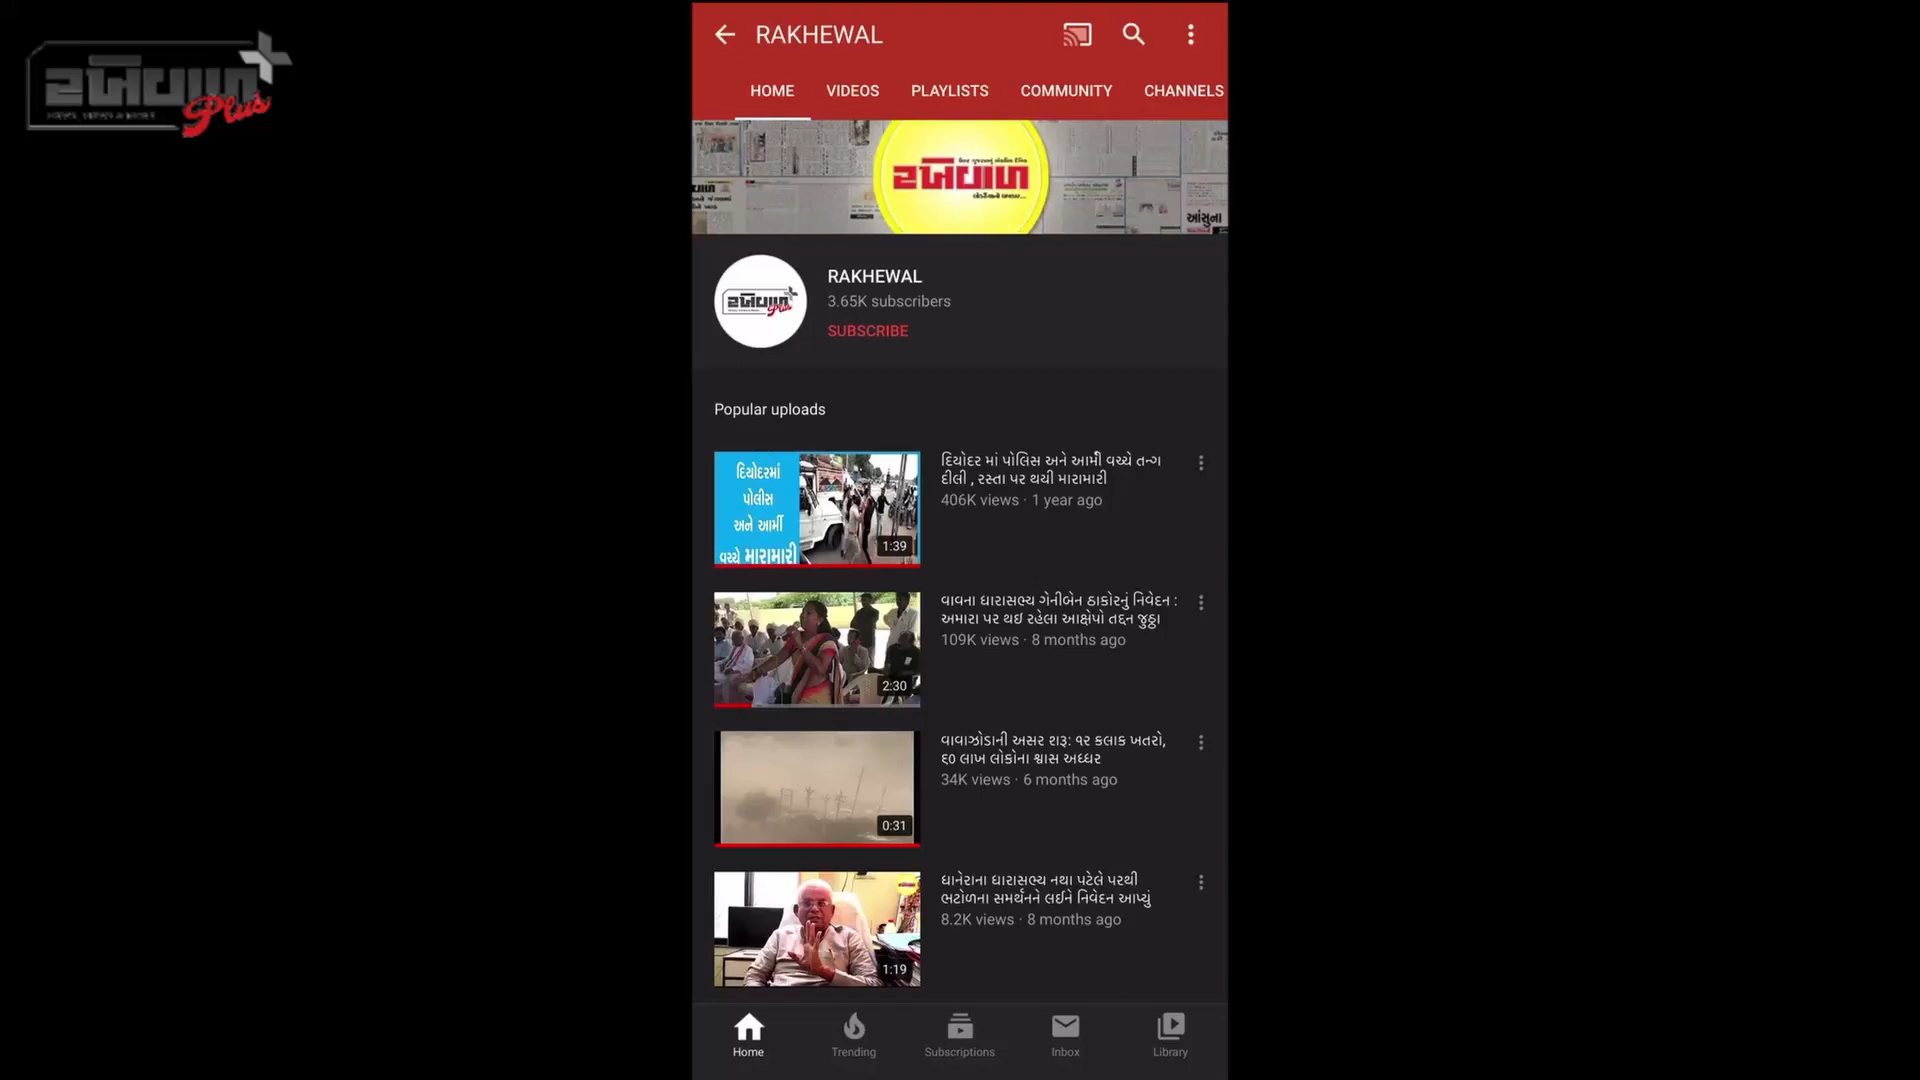 રખેવાળ
Plus
RAKHEWAL
HOME VIDEOS PLAYLISTS COMMUNITY CHANNELS
રખેવાળ
આંસુના
રખેવાળ
Plus
RAKHEWAL
3.65K subscribers
SUBSCRIBE
Popular uploads
દિયોદરમાં
પોલીસ
અને આર્મી
વચ્ચે મારામારી
1:39
દિયોદર માં પોલિસ અને આર્મી વચ્ચે તન્ગ
દીલી , રસ્તા પર થયી મારામારી
406K views · 1 year ago
2:30
વાવના ધારાસભ્ય ગેનીબેન ઠાકોરનું નિવેદન :
અમારા પર થઇ રહેલા આક્ષેપો તદ્દન જુઠ્ઠા
109K views · 8 months ago
0:31
વાવાઝોડાની અસર શરૂ: ૧૨ કલાક ખતરો,
૬૦ લાખ લોકોના શ્વાસ અધ્ધર
34K views · 6 months ago
1:19
ધાનેરાના ધારાસભ્ય નથા પટેલે પરથી
ભટોળના સમર્થનને લઈને નિવેદન આપ્યું
8.2K views · 8 months ago
Home Trending Subscriptions Inbox Library